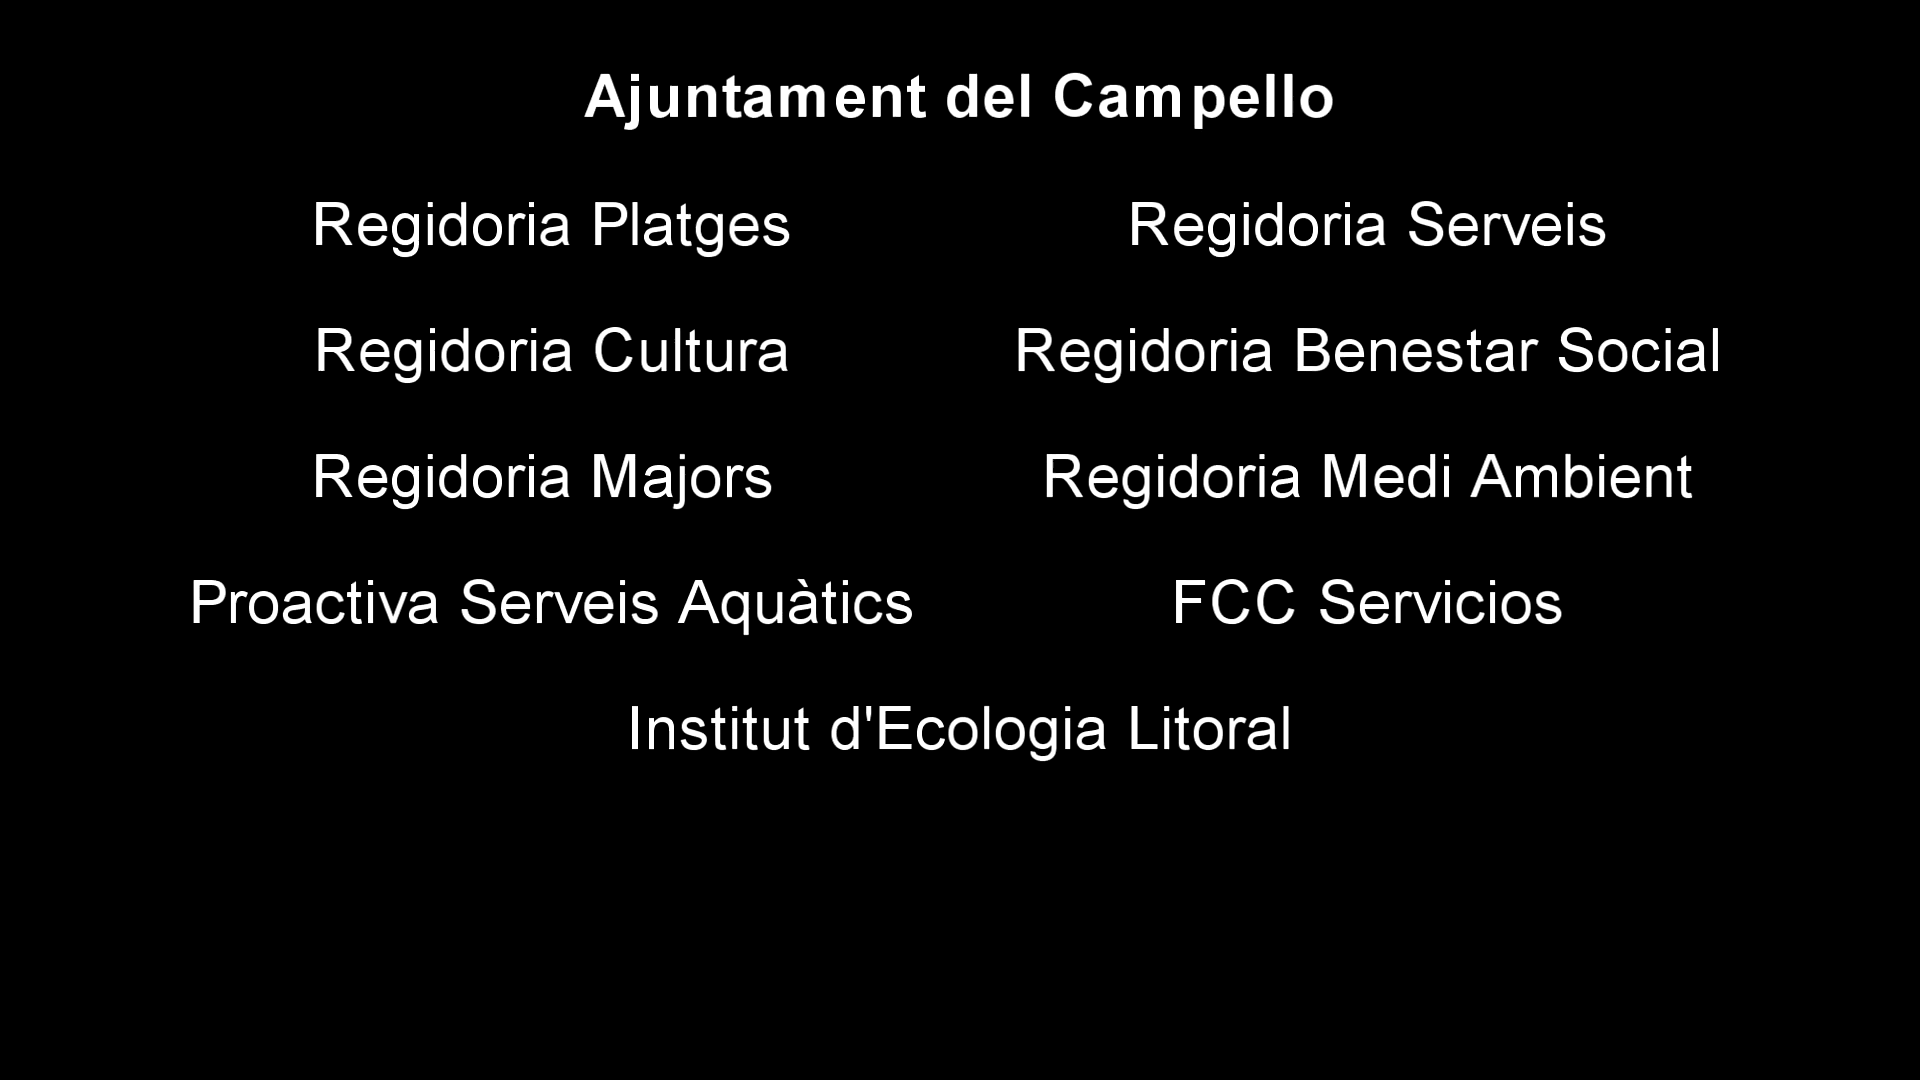 Ajuntament del Campello
Regidoria Platges
Regidoria Serveis
Regidoria Cultura
Regidoria Benestar Social
Regidoria Majors
Regidoria Medi Ambient
Proactiva Serveis Aquàtics
FCC Servicios
Institut d'Ecologia Litoral